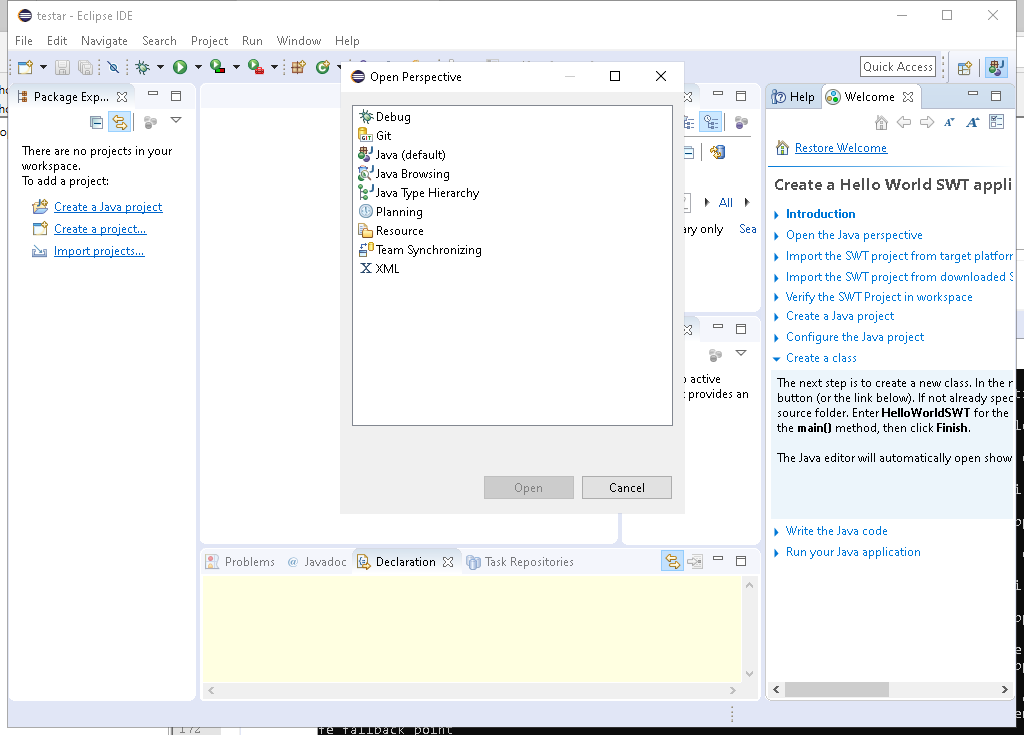 testar - Eclipse IDE
File Edit Navigate Search Project Run Window Help
Quick Access
Package Exp...
There are no projects in your
workspace.
To add a project:
Create a Java project
Create a project...
Import projects...
Open Perspective
Debug
Git
Java (default)
Java Browsing
Java Type Hierarchy
Planning
Resource
Team Synchronizing
XML
Open Cancel
All
ary only Sea
active
t provides an
Problems @ Javadoc Declaration Task Repositories
Help Welcome
Restore Welcome
Create a Hello World SWT appli
Introduction
Open the Java perspective
Import the SWT project from target platform
Import the SWT project from downloaded S
Verify the SWT Project in workspace
Create a Java project
Configure the Java project
Create a class
The next step is to create a new class. In the n
button (or the link below). If not already spec
source folder. Enter HelloWorldSWT for the
the main() method, then click Finish.
The Java editor will automatically open show
Write the Java code
Run your Java application
172 fe fallback point